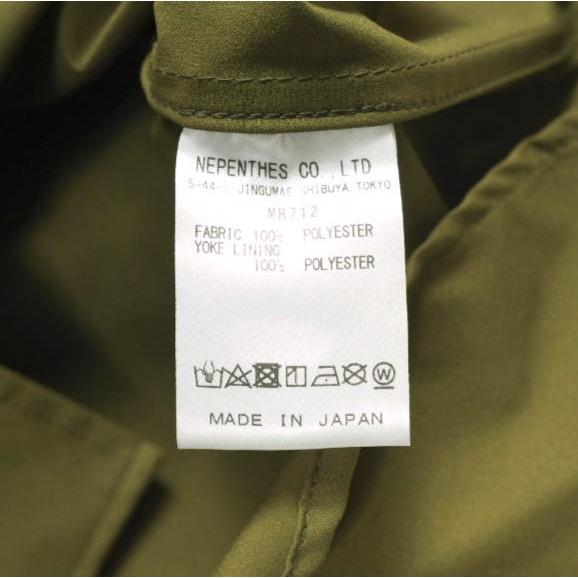 NEPENTHES CO., LTD
JINGUMAE SHIBUYA, TOKYO
MR712
FABRIC 100% POLYESTER
YOKE LINING
100% POLYESTER
W
MADE IN JAPAN